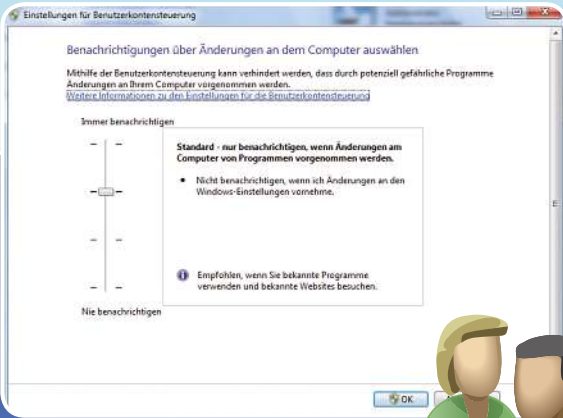 Einstellungen für Benutzerkontensteuerung
Benachrichtigungen über Änderungen an dem Computer auswählen
Mithilfe der Benutzerkontensteuerung kann verhindert werden, dass durch potenziell gefährliche Programme
Änderungen an Ihrem Computer vorgenommen werden.
Weitere Informationen zu den Einstellungen für die Benutzerkontensteuerung
Immer benachrichtigen
Standard - nur benachrichtigen, wenn Änderungen am
Computer von Programmen vorgenommen werden.
• Nicht benachrichtigen, wenn ich Änderungen an den
Windows-Einstellungen vornehme.
Empfohlen, wenn Sie bekannte Programme
verwenden und bekannte Websites besuchen.
Nie benachrichtigen
OK